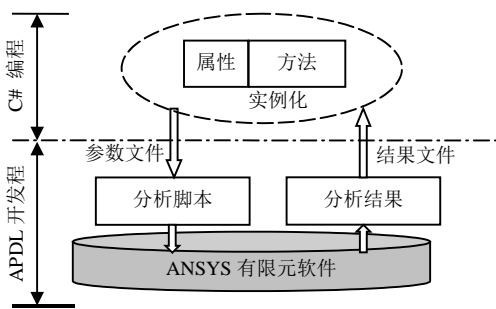 C# 编程
属性
方法
实例化
参数文件
结果文件
APDL 开发程
分析脚本
分析结果
ANSYS 有限元软件